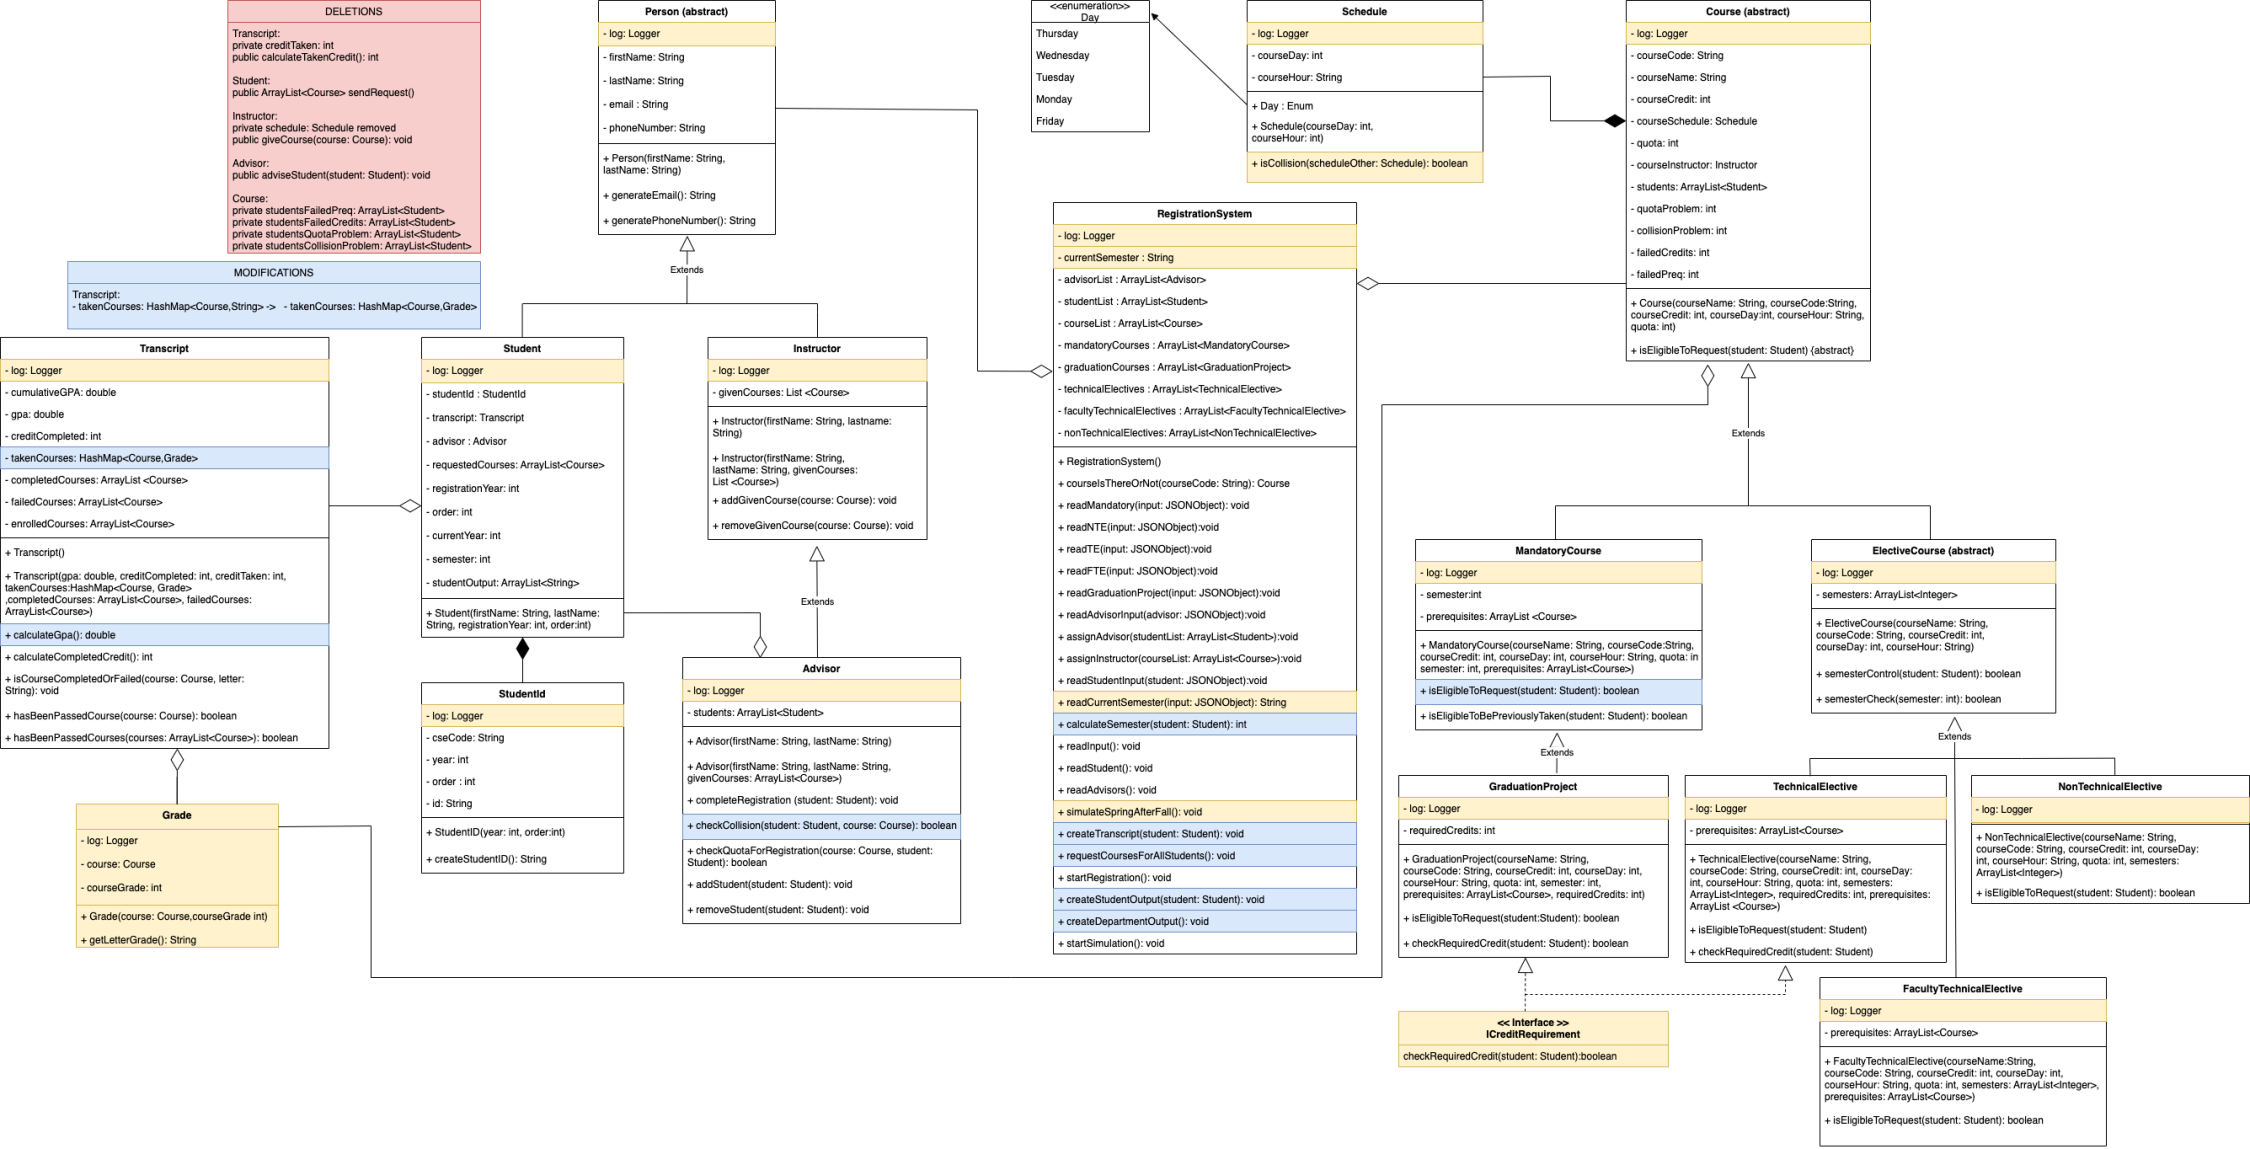 DELETIONS
Transcript:
private creditTaken: int
public calculateTakenCredit(): int
Student:
public ArrayList<Course> sendRequest()
Instructor:
private schedule: Schedule removed
public giveCourse(course: Course): void
Advisor:
public adviseStudent(student: Student): void
Course:
private studentsFailedPreq: ArrayList<Student>
private studentsFailedCredits: ArrayList<Student>
private studentsQuotaProblem: ArrayList<Student>
private studentsCollisionProblem: ArrayList<Student>
MODIFICATIONS
Transcript:
- takenCourses: HashMap<Course,String> -> - takenCourses: HashMap<Course,Grade>
Person (abstract)
- log: Logger
- firstName: String
- lastName: String
- email : String
- phoneNumber: String
+ Person(firstName: String,
lastName: String)
+ generateEmail(): String
+ generatePhoneNumber(): String
Extends
<<enumeration>>
Day
Thursday
Wednesday
Tuesday
Monday
Friday
Schedule
- log: Logger
- courseDay: int
- courseHour: String
+ Day : Enum
+ Schedule(courseDay: int,
courseHour: int)
+ isCollision(scheduleOther: Schedule): boolean
Course (abstract)
- log: Logger
- courseCode: String
- courseName: String
- courseCredit: int
- courseSchedule: Schedule
- quota: int
- courseInstructor: Instructor
- students: ArrayList<Student>
- quotaProblem: int
- collisionProblem: int
- failedCredits: int
- failedPreq: int
+ Course(courseName: String, courseCode:String,
courseCredit: int, courseDay:int, courseHour: String,
quota: int)
+ isEligibleToRequest(student: Student) {abstract}
Extends
Transcript
- log: Logger
- cumulativeGPA: double
- gpa: double
- creditCompleted: int
- takenCourses: HashMap<Course,Grade>
- completedCourses: ArrayList <Course>
- failedCourses: ArrayList<Course>
- enrolledCourses: ArrayList<Course>
+ Transcript()
+ Transcript(gpa: double, creditCompleted: int, creditTaken: int,
takenCourses:HashMap<Course, Grade>
,completedCourses: ArrayList<Course>, failedCourses:
ArrayList<Course>)
+ calculateGpa(): double
+ calculateCompletedCredit(): int
+ isCourseCompletedOrFailed(course: Course, letter:
String): void
+ hasBeenPassedCourse(course: Course): boolean
+ hasBeenPassedCourses(courses: ArrayList<Course>): boolean
Student
- log: Logger
- studentId : StudentId
- transcript: Transcript
- advisor : Advisor
- requestedCourses: ArrayList<Course>
- registrationYear: int
- order: int
- currentYear: int
- semester: int
- studentOutput: ArrayList<String>
+ Student(firstName: String, lastName:
String, registrationYear: int, order:int)
Instructor
- log: Logger
- givenCourses: List <Course>
+ Instructor(firstName: String, lastname:
String)
+ Instructor(firstName: String,
lastName: String, givenCourses:
List <Course>)
+ addGivenCourse(course: Course): void
+ removeGivenCourse(course: Course): void
Extends
RegistrationSystem
- log: Logger
- currentSemester : String
- advisorList : ArrayList<Advisor>
- studentList : ArrayList<Student>
- courseList : ArrayList<Course>
- mandatoryCourses : ArrayList<MandatoryCourse>
- graduationCourses : ArrayList<GraduationProject>
- technicalElectives : ArrayList<TechnicalElective>
- facultyTechnicalElectives : ArrayList<FacultyTechnicalElective>
- nonTechnicalElectives: ArrayList<NonTechnicalElective>
+ RegistrationSystem()
+ courseIsThereOrNot(courseCode: String): Course
+ readMandatory(input: JSONObject): void
+ readNTE(input: JSONObject):void
+ readTE(input: JSONObject):void
+ readFTE(input: JSONObject):void
+ readGraduationProject(input: JSONObject):void
+ readAdvisorInput(advisor: JSONObject):void
+ assignAdvisor(studentList: ArrayList<Student>):void
+ assignInstructor(courseList: ArrayList<Course>):void
+ readStudentInput(student: JSONObject):void
+ readCurrentSemester(input: JSONObject): String
+ calculateSemester(student: Student): int
+ readInput(): void
+ readStudent(): void
+ readAdvisors(): void
+ simulateSpringAfterFall(): void
+ createTranscript(student: Student): void
+ requestCoursesForAllStudents(): void
+ startRegistration(): void
+ createStudentOutput(student: Student): void
+ createDepartmentOutput(): void
+ startSimulation(): void
StudentId
- log: Logger
- cseCode: String
- year: int
- order : int
- id: String
+ StudentID(year: int, order:int)
+ createStudentID(): String
Advisor
- log: Logger
- students: ArrayList<Student>
+ Advisor(firstName: String, lastName: String)
+ Advisor(firstName: String, lastName: String,
givenCourses: ArrayList<Course>)
+ completeRegistration (student: Student): void
+ checkCollision(student: Student, course: Course): boolean
+ checkQuotaForRegistration(course: Course, student:
Student): boolean
+ addStudent(student: Student): void
+ removeStudent(student: Student): void
Grade
- log: Logger
- course: Course
- courseGrade: int
+ Grade(course: Course,courseGrade int)
+ getLetterGrade(): String
MandatoryCourse
- log: Logger
- semester:int
- prerequisites: ArrayList <Course>
+ MandatoryCourse(courseName: String, courseCode:String,
courseCredit: int, courseDay: int, courseHour: String, quota: in
semester: int, prerequisites: ArrayList<Course>)
+ isEligibleToRequest(student: Student): boolean
+ isEligibleToBePreviouslyTaken(student: Student): boolean
Extends
ElectiveCourse (abstract)
- log: Logger
- semesters: ArrayList<Integer>
+ ElectiveCourse(courseName: String,
courseCode: String, courseCredit: int,
courseDay: int, courseHour: String)
+ semesterControl(student: Student): boolean
+ semesterCheck(semester: int): boolean
Extends
GraduationProject
- log: Logger
- requiredCredits: int
+ GraduationProject(courseName: String,
courseCode: String, courseCredit: int, courseDay: int,
courseHour: String, quota: int, semester: int,
prerequisites: ArrayList<Course>, requiredCredits: int)
+ isEligibleToRequest(student:Student): boolean
+ checkRequiredCredit(student: Student): boolean
TechnicalElective
- log: Logger
- prerequisites: ArrayList<Course>
+ TechnicalElective(courseName: String,
courseCode: String, courseCredit: int, courseDay:
int, courseHour: String, quota: int, semesters:
ArrayList<Integer>, requiredCredits: int, prerequisites:
ArrayList <Course>)
+ isEligibleToRequest(student: Student)
+ checkRequiredCredit(student: Student)
NonTechnicalElective
- log: Logger
+ NonTechnicalElective(courseName: String,
courseCode: String, courseCredit: int, courseDay:
int, courseHour: String, quota: int, semesters:
ArrayList<Integer>)
+ isEligibleToRequest(student: Student): boolean
<< Interface >>
ICreditRequirement
checkRequiredCredit(student: Student):boolean
FacultyTechnicalElective
- log: Logger
- prerequisites: ArrayList<Course>
+ FacultyTechnicalElective(courseName:String,
courseCode: String, courseCredit: int, courseDay: int,
courseHour: String, quota: int, semesters: ArrayList<Integer>,
prerequisites: ArrayList<Course>)
+ isEligibleToRequest(student: Student): boolean